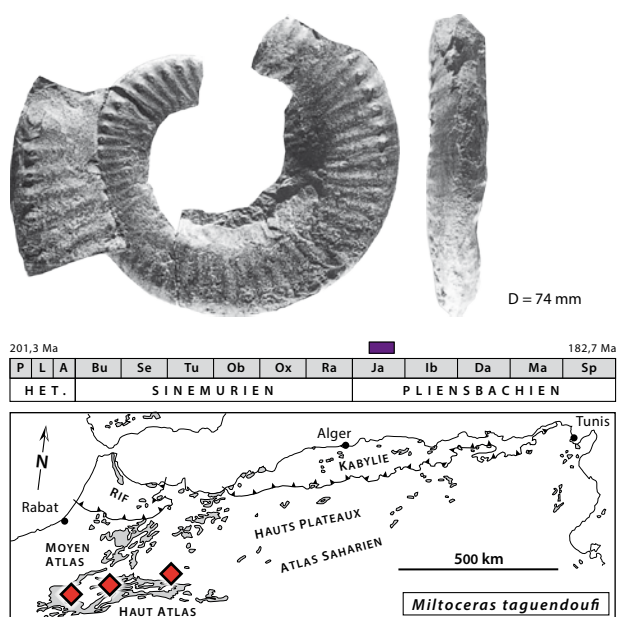 D = 74 mm
201,3 Ma 182,7 Ma
P L A Bu Se Tu Ob Ox Ra Ja Ib Da Ma Sp
HET. SINEMURIEN PLIENSBACHIEN
Tunis
Alger
KABYLIE
N
RIF
Rabat
HAUTS PLATEAUX
MOYEN
ATLAS
ATLAS SAHARIEN
500 km
HAUT ATLAS
Miltoceras taguendoufi